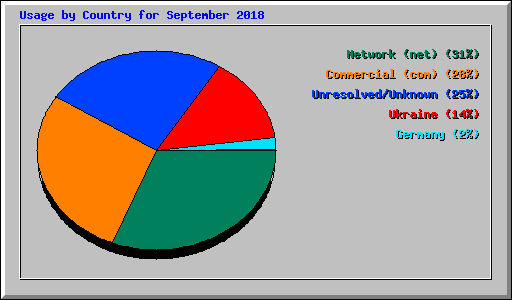 Usage by Country for September 2018
Network (net) (31%)
Commercial (com) (28%)
Unresolved/Unknown (25%)
Ukraine (14%)
Germany (2%)